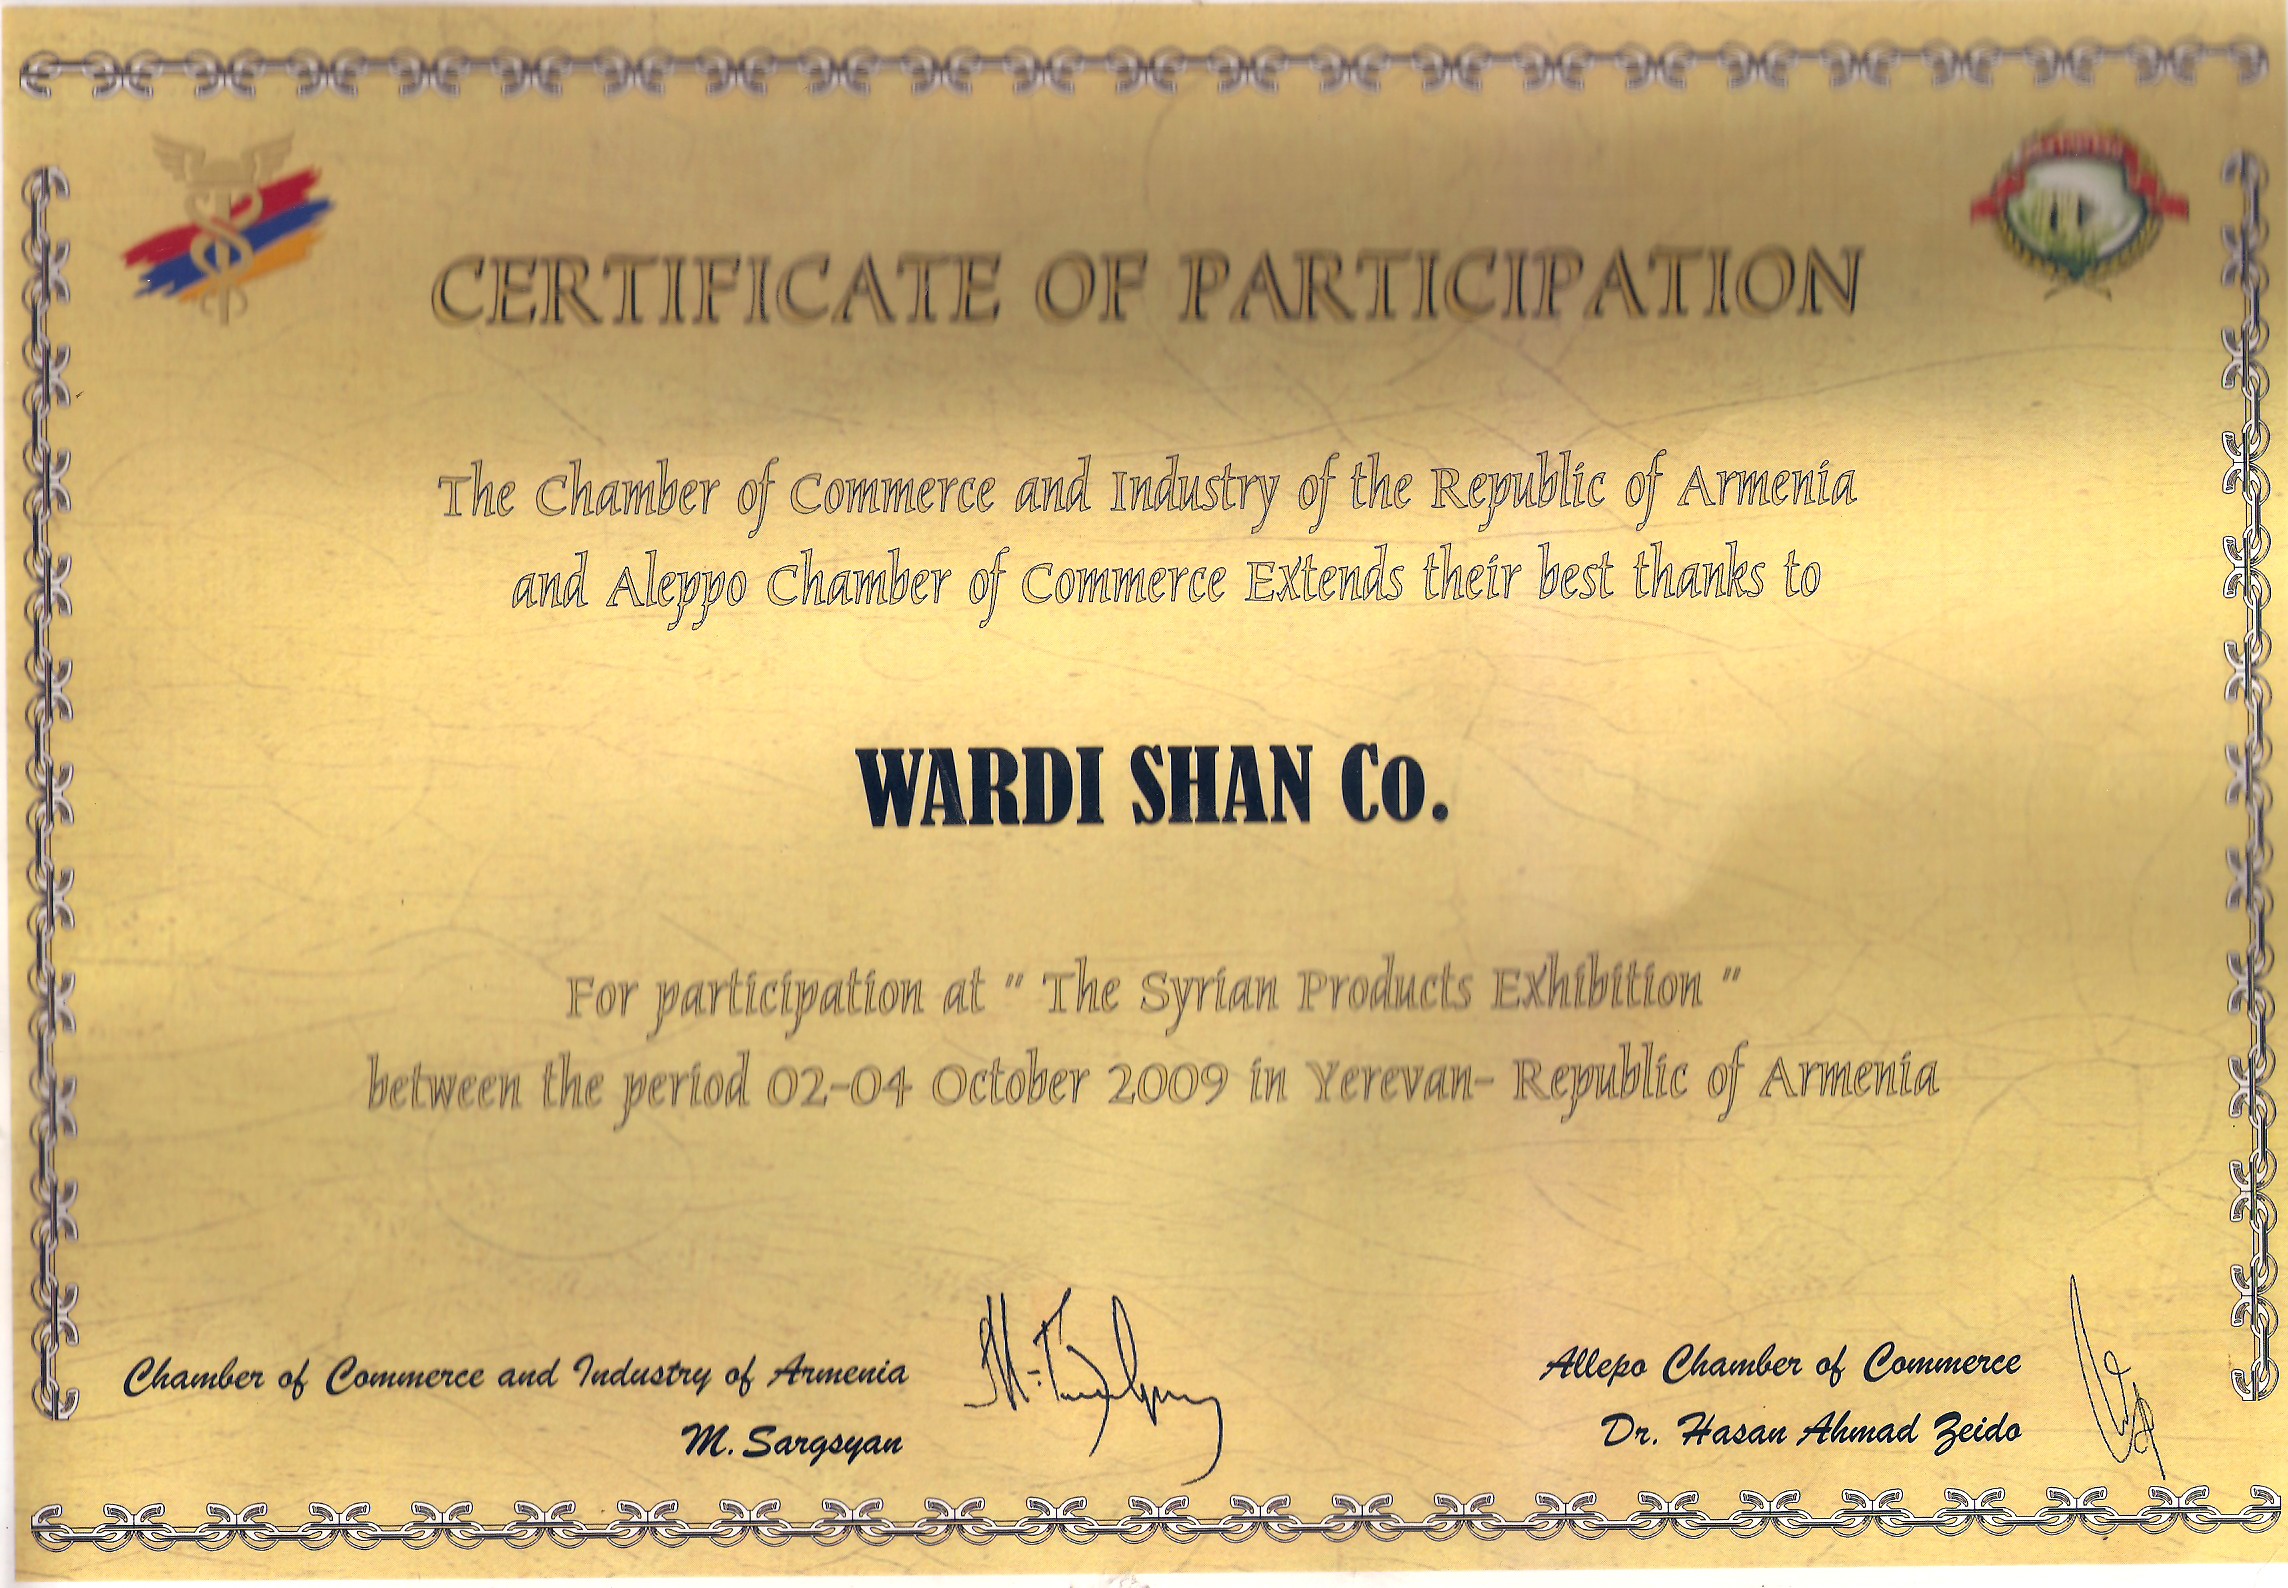 CERTIFICATE OF PARTICIPATION
The Chamber of Commerce and Industry of the Republic of Armenia
and Aleppo Chamber of Commerce Extends their best thanks to
WARDI SHAN Co.
For participation at " The Syrian Products Exhibition "
between the period 02-04 October 2009 in Yerevan- Republic of Armenia
Chamber of Commerce and Industry of Armenia
M. Sargsyan
Allepo Chamber of Commerce
Dr. Hasan Ahmad Zeido